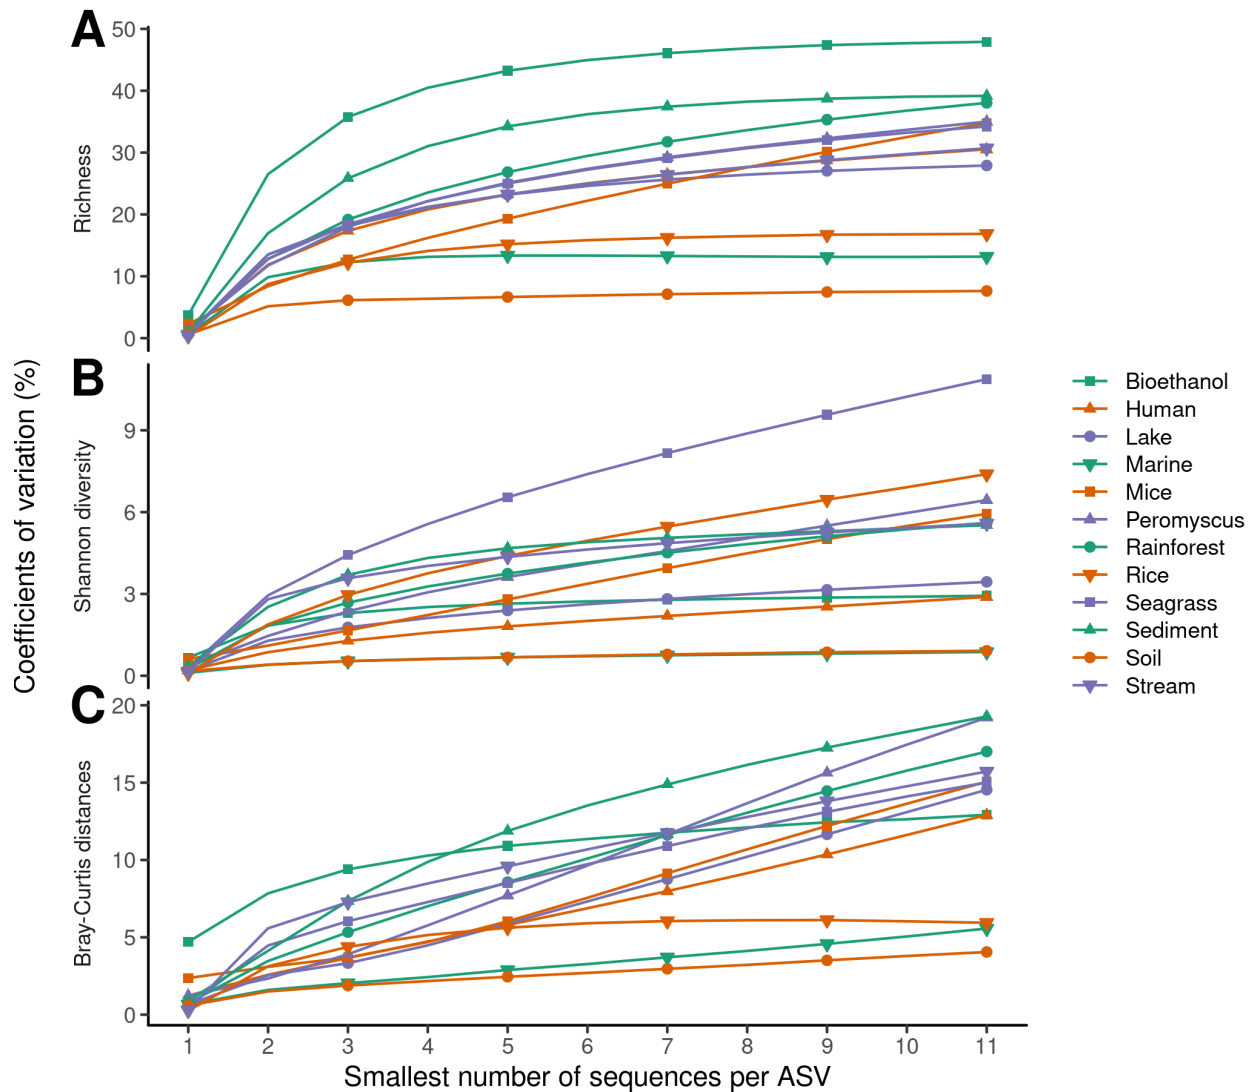 A
50
40
30
20
10
0
Richness
B
9
6
3
0
Shannon diversity
Coefficients of variation (%)
C
20
15
10
5
0
Bray-Curtis distances
1 2 3 4 5 6 7 8 9 10 11
Smallest number of sequences per ASV
Bioethanol
Human
Lake
Marine
Mice
Peromyscus
Rainforest
Rice
Seagrass
Sediment
Soil
Stream